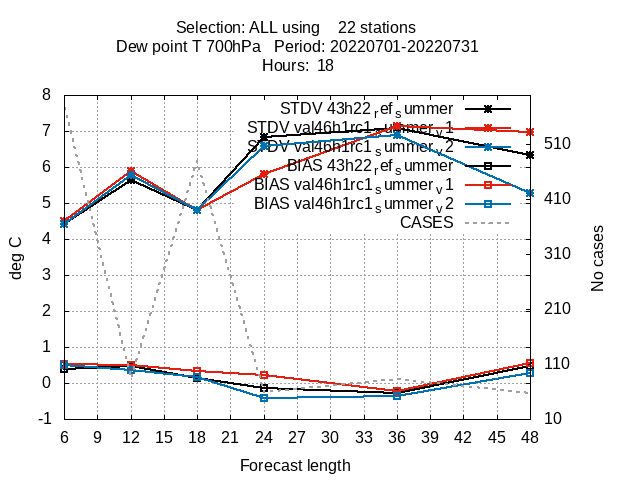 Selection: ALL using    22 stations
Dew point T 700hPa   Period: 20220701-20220731
Hours:  18
8
7
6
5
4
3
2
1
0
-1
deg C
STDV 43h22_ref_summer
STDV val46h1rc1_summer_v1
STDV val46h1rc1_summer_v2
BIAS 43h22_ref_summer
BIAS val46h1rc1_summer_v1
BIAS val46h1rc1_summer_v2
CASES
510
410
310
210
110
10
No cases
6 9 12 15 18 21 24 27 30 33 36 39 42 45 48
Forecast length